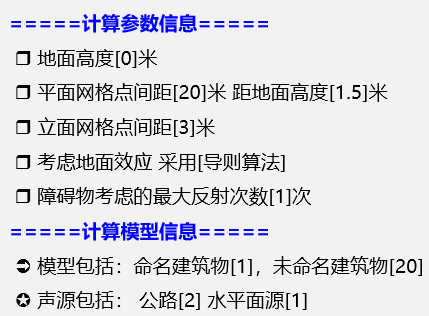 =====计算参数信息=====
❒ 地面高度[0]米
❒ 平面网格点间距[20]米 距地面高度[1.5]米
❒ 立面网格点间距[3]米
❒ 考虑地面效应 采用[导则算法]
❒ 障碍物考虑的最大反射次数[1]次
=====计算模型信息=====
➲ 模型包括：命名建筑物[1]，未命名建筑物[20]
✪ 声源包括： 公路[2] 水平面源[1]